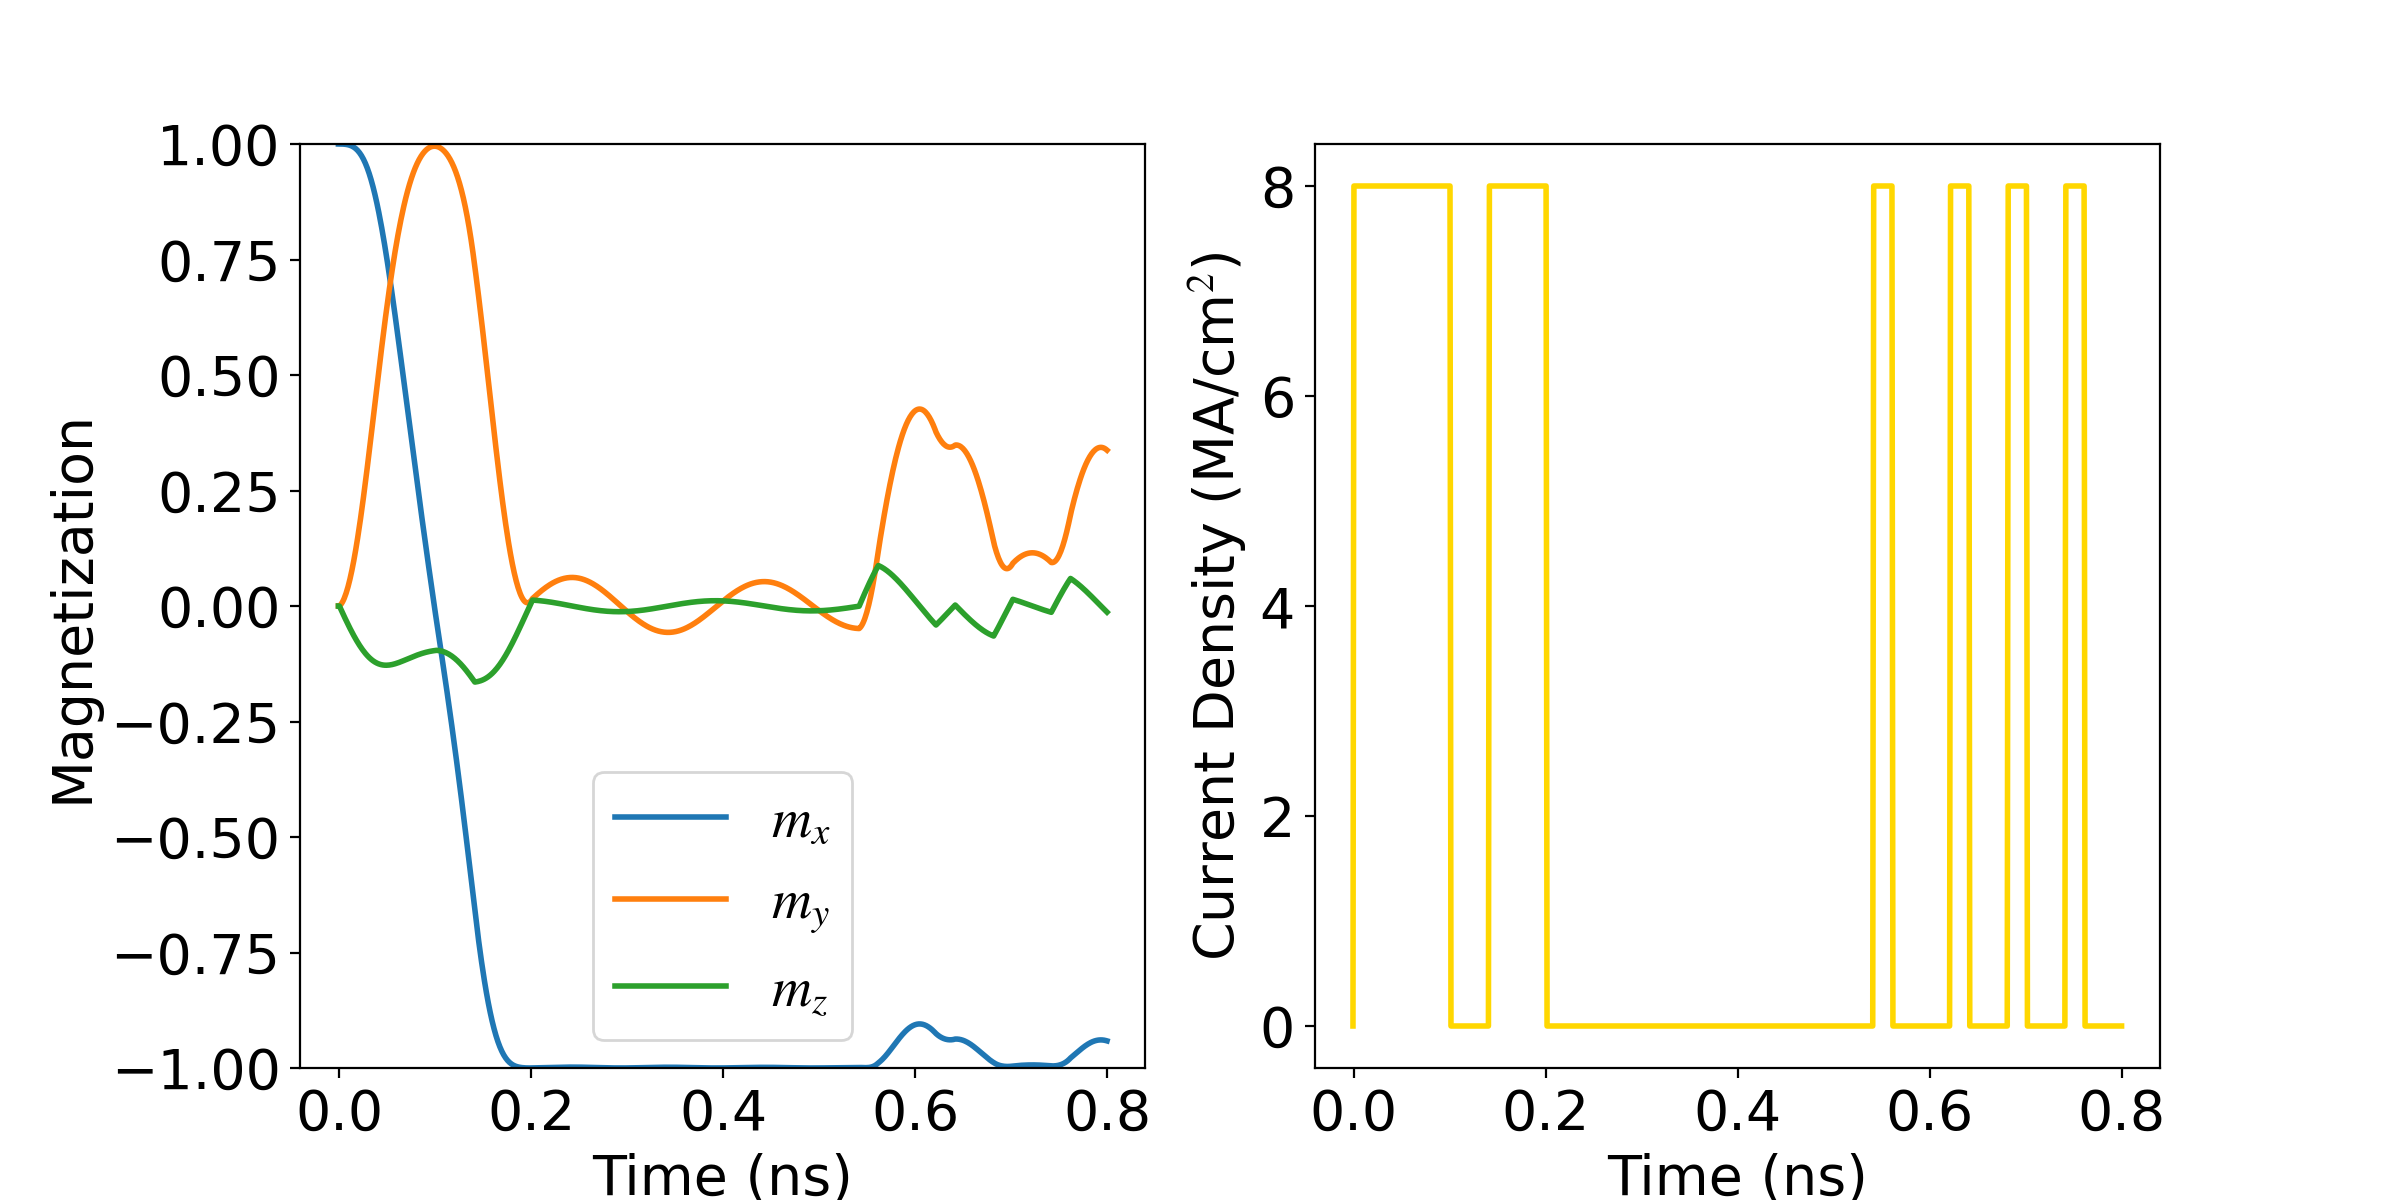 Magnetization
1.00
0.75
0.50
0.25
0.00
−0.25
−0.50
−0.75
−1.00
0.0 0.2 0.4 0.6 0.8
Time (ns)
m_x
m_y
m_z
Current Density (MA/cm²)
8
6
4
2
0
0.0 0.2 0.4 0.6 0.8
Time (ns)